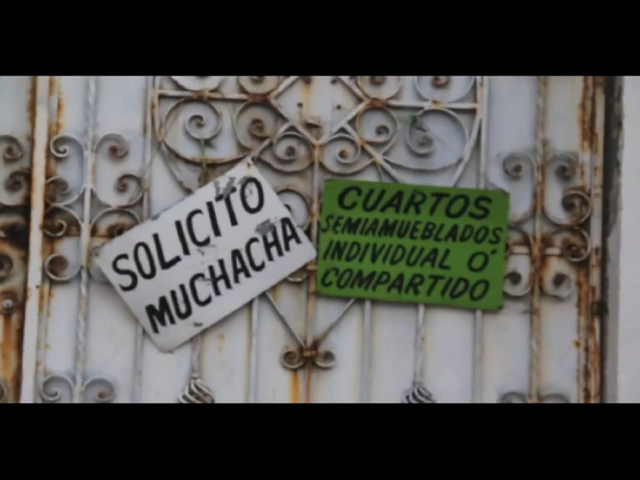 SOLICITO
MUCHACHA
CUARTOS
SEMIAMUEBLADOS
INDIVIDUAL Ó
COMPARTIDO